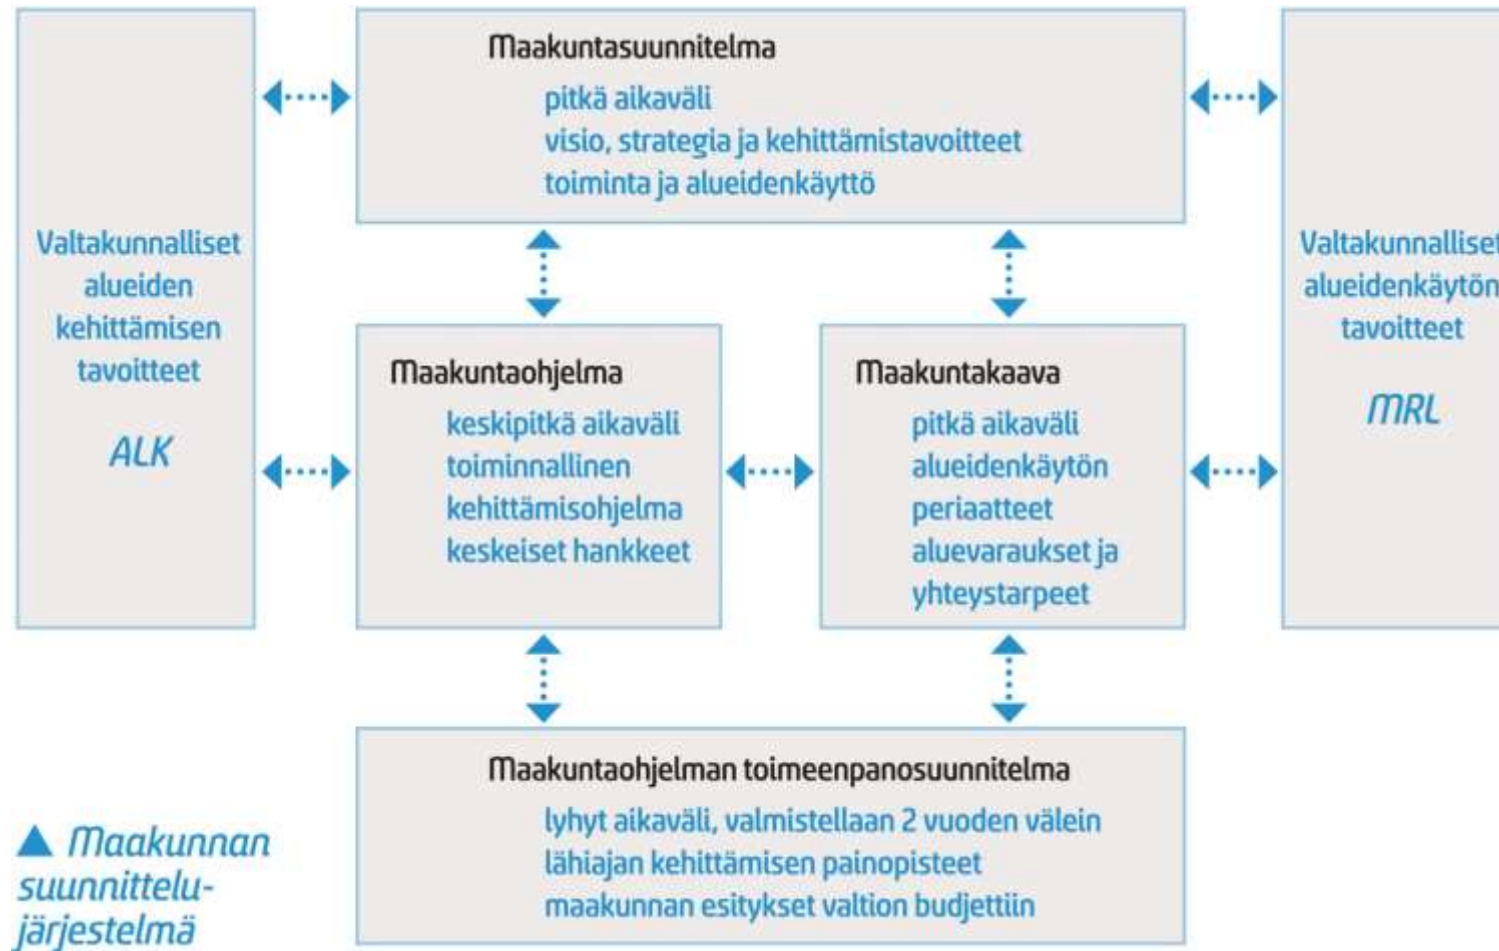 Maakuntasuunnitelma
pitkä aikaväli
visio, strategia ja kehittämistavoitteet
toiminta ja alueidenkäyttö
Valtakunnalliset
alueiden
kehittämisen
tavoitteet
ALK
Maakuntaohjelma
keskipitkä aikaväli
toiminnallinen
kehittämisohjelma
keskeiset hankkeet
Maakuntakaava
pitkä aikaväli
alueidenkäytön
periaatteet
aluevaraukset ja
yhteystarpeet
Valtakunnalliset
alueidenkäytön
tavoitteet
MRL
Maakuntaohjelman toimeenpanosuunnitelma
lyhyt aikaväli, valmistellaan 2 vuoden välein
lähiajan kehittämisen painopisteet
maakunnan esitykset valtion budjettiin
Maakunnan
suunnittelu-
järjestelmä